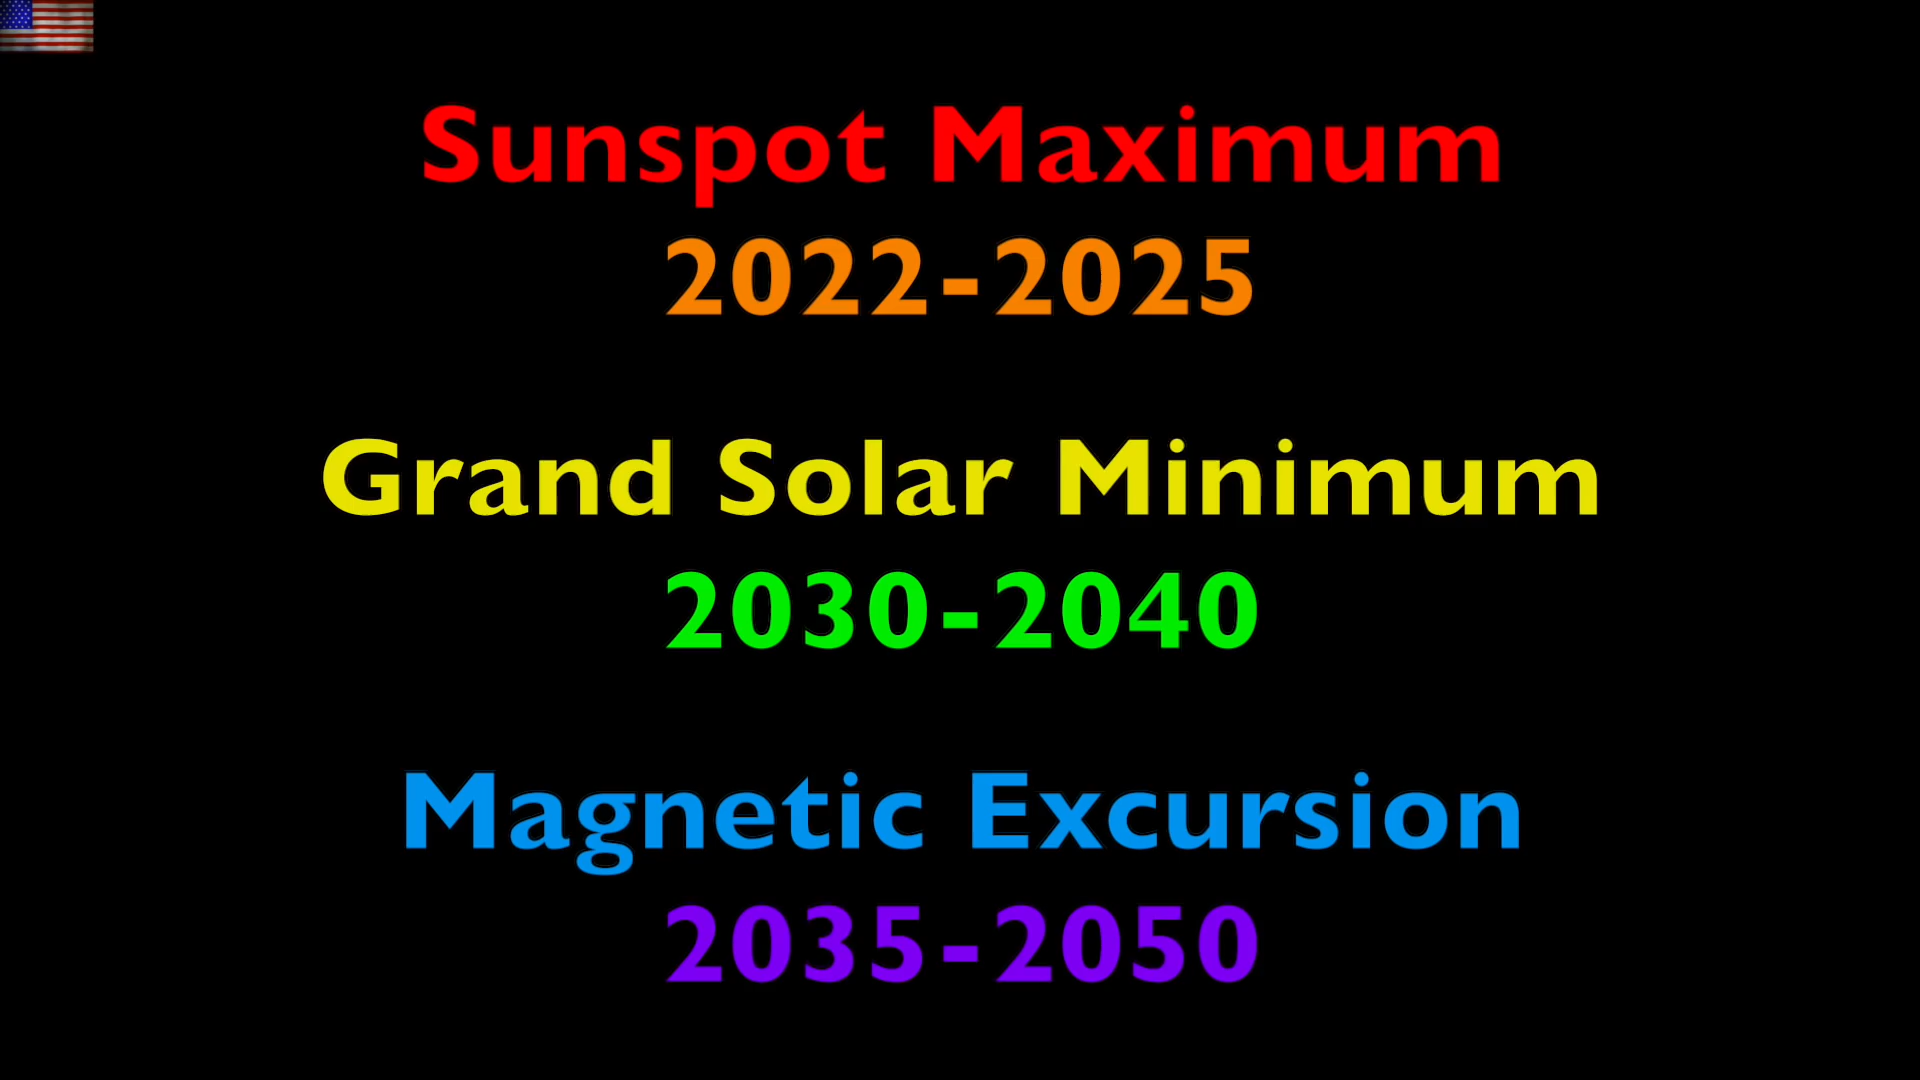 Sunspot Maximum
2022-2025
Grand Solar Minimum
2030-2040
Magnetic Excursion
2035-2050